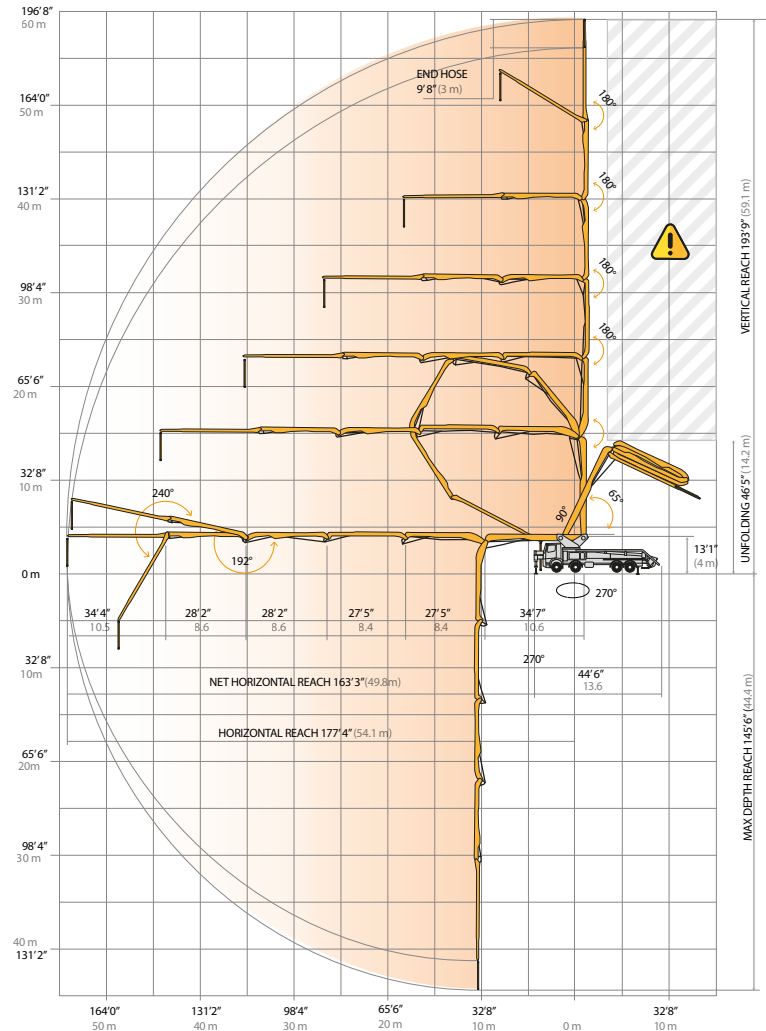 196'8"
60 m
END HOSE
9'8" (3 m)
180°
164'0"
50 m
180°
131'2"
40 m
VERTICAL REACH 193'9" (59.1 m)
180°
98'4"
30 m
180°
65'6"
20 m
32'8"
10 m
240°
90°
65°
UNFOLDING 46'5" (14.2 m)
192°
13'1"
(4 m)
0 m
270°
34'4"
10.5
28'2"
8.6
28'2"
8.6
27'5"
8.4
27'5"
8.4
34'7"
10.6
32'8"
10m
270°
44'6"
13.6
NET HORIZONTAL REACH 163'3" (49.8m)
HORIZONTAL REACH 177'4" (54.1 m)
65'6"
20m
MAX DEPTH REACH 145'6" (44.4 m)
98'4"
30 m
40 m
131'2"
164'0"
50 m
131'2"
40 m
98'4"
30 m
65'6"
20 m
32'8"
10 m
0 m
32'8"
10 m